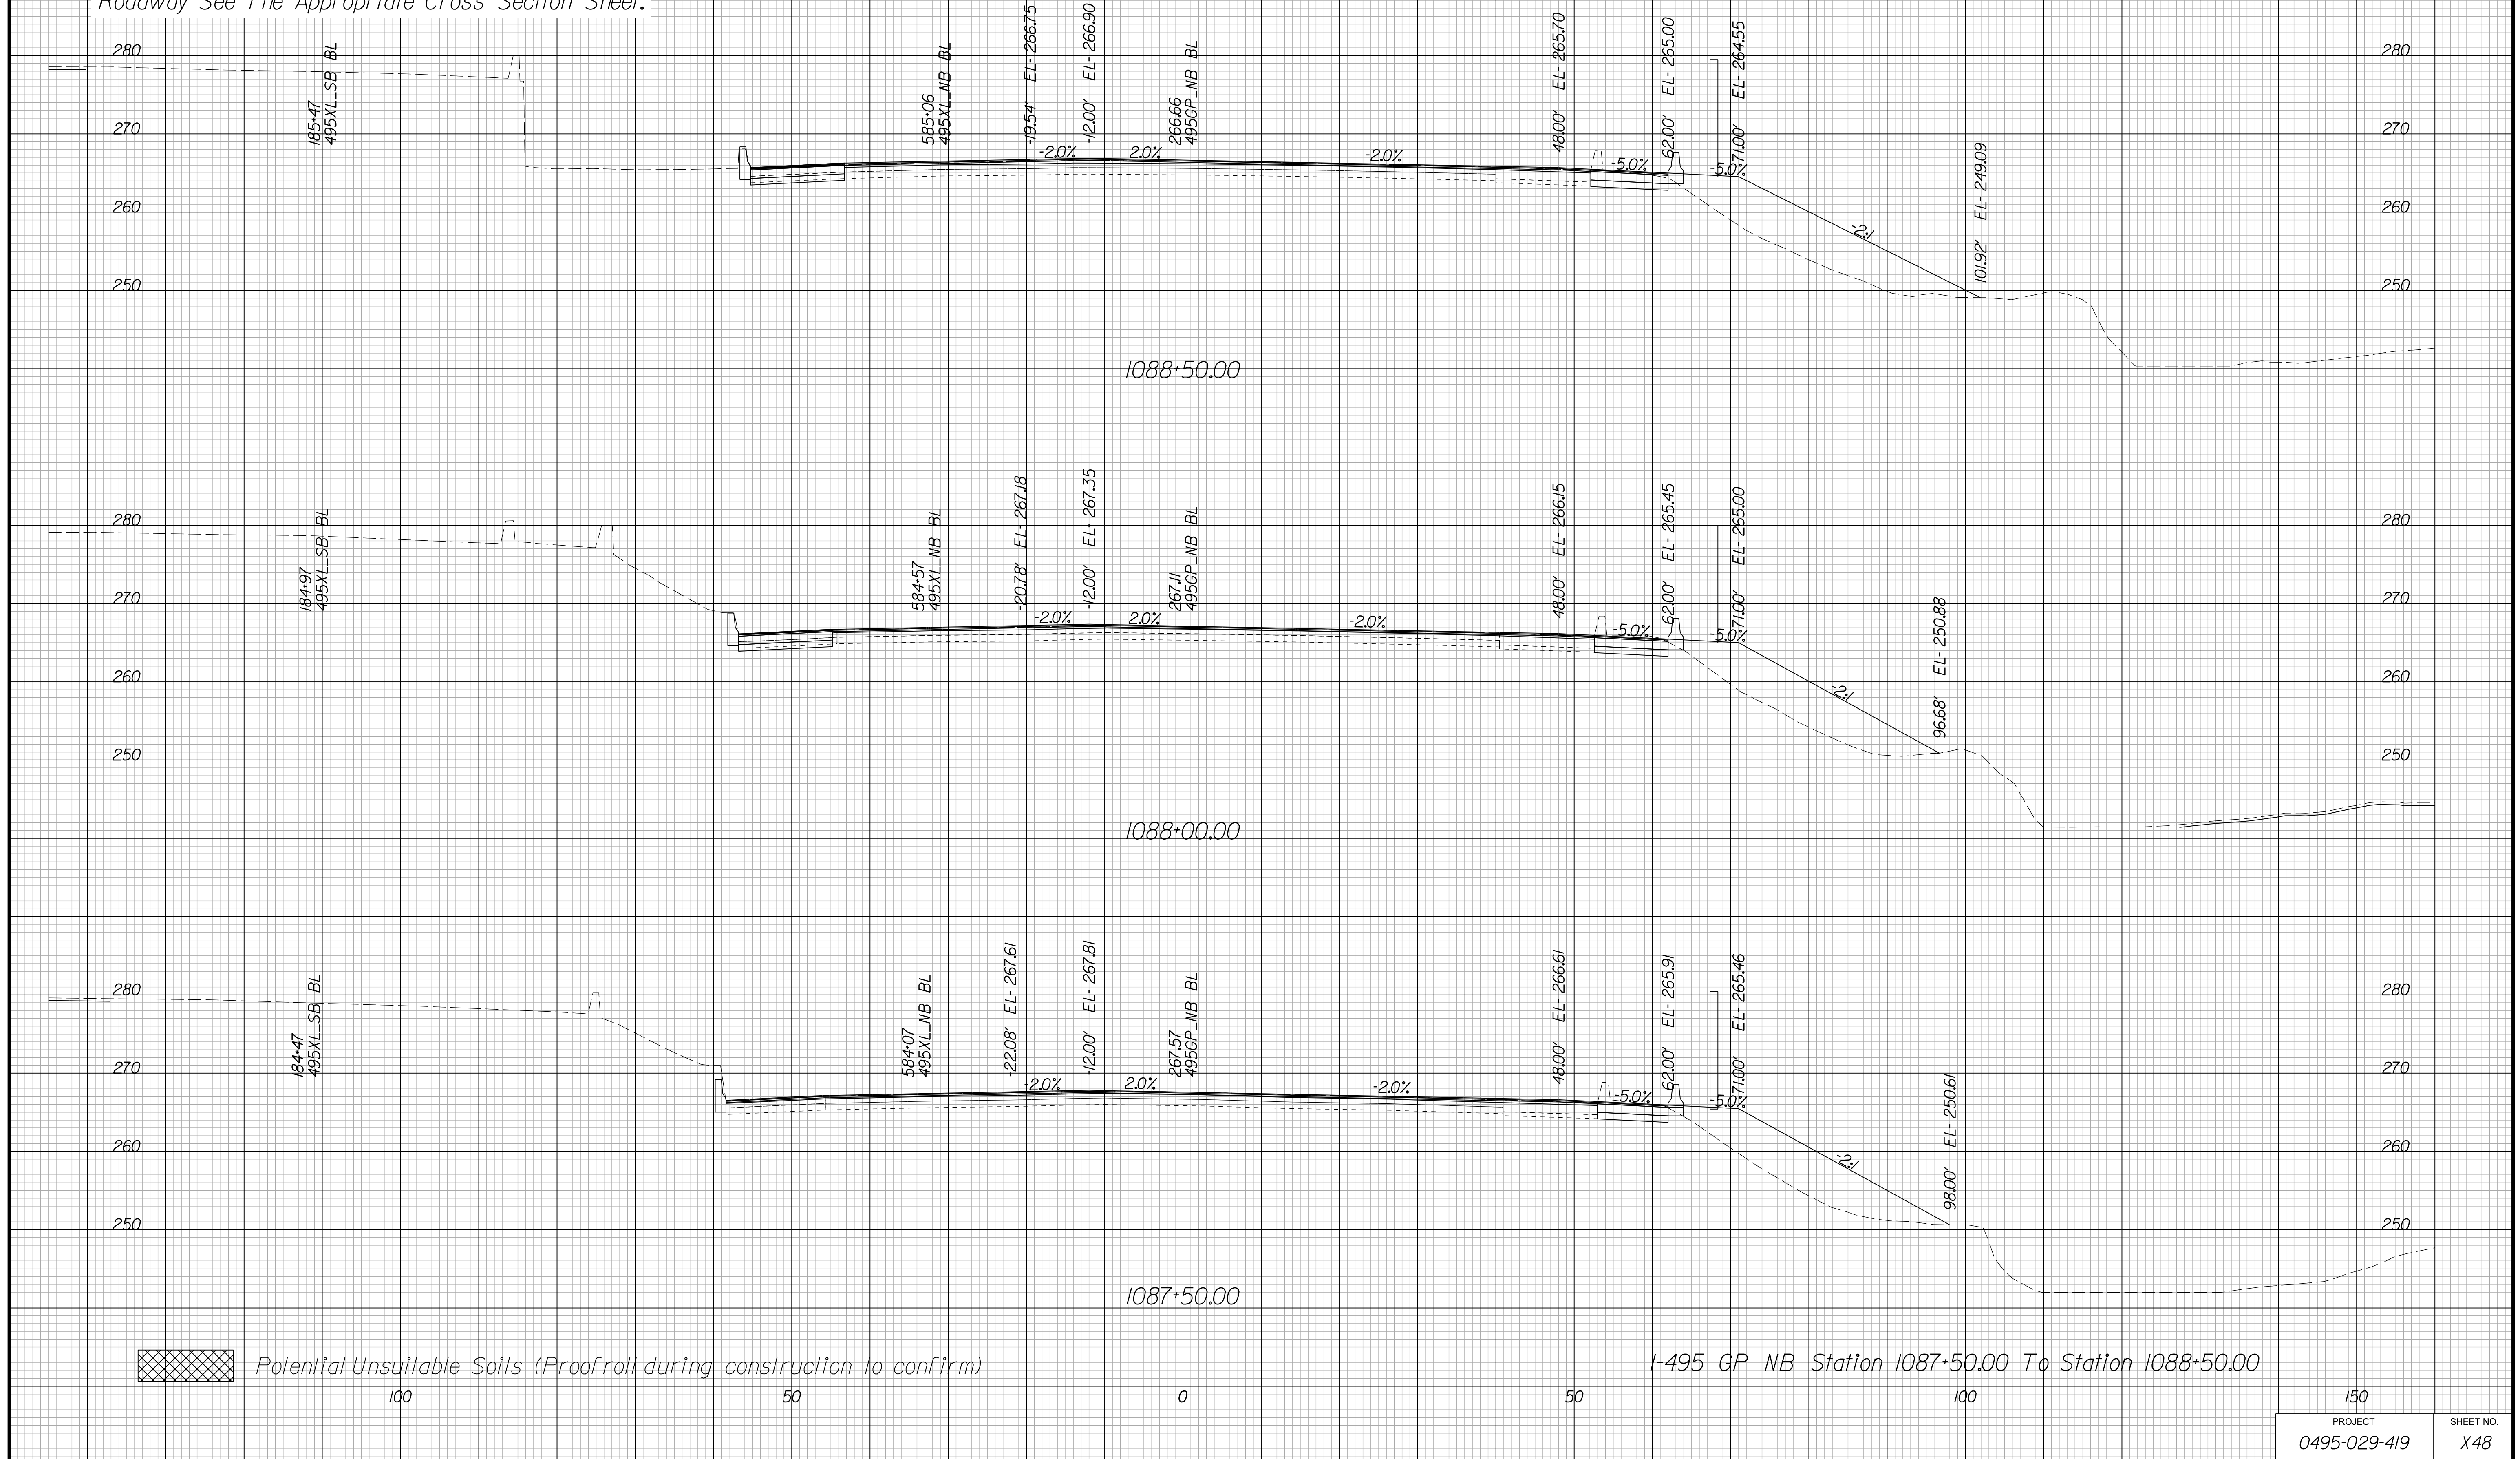 Roadway See The Appropriate Cross Section Sheet.
280 280
270 270
260 260
250 250
185+47
495XL_SB BL
585+06
495XL_NB BL
-19.54' EL- 266.75
-12.00' EL- 266.90
266.66
495GP_NB BL
48.00' EL- 265.70
62.00' EL- 265.00
71.00' EL- 264.55
101.92' EL- 249.09
-2.0%
2.0%
-2.0%
-5.0%
-5.0%
-2:1
1088+50.00
280 280
270 270
260 260
250 250
184+97
495XL_SB BL
584+57
495XL_NB BL
-20.78' EL- 267.18
-12.00' EL- 267.35
267.11
495GP_NB BL
48.00' EL- 266.15
62.00' EL- 265.45
71.00' EL- 265.00
96.68' EL- 250.88
-2.0%
2.0%
-2.0%
-5.0%
-5.0%
-2:1
1088+00.00
280 280
270 270
260 260
250 250
184+47
495XL_SB BL
584+07
495XL_NB BL
-22.08' EL- 267.61
-12.00' EL- 267.81
267.57
495GP_NB BL
48.00' EL- 266.61
62.00' EL- 265.91
71.00' EL- 265.46
98.00' EL- 250.61
-2.0%
2.0%
-2.0%
-5.0%
-5.0%
-2:1
1087+50.00
Potential Unsuitable Soils (Proofroll during construction to confirm)
I-495 GP NB Station 1087+50.00 To Station 1088+50.00
100 50 0 50 100 150
PROJECT
0495-029-419
SHEET NO.
X48